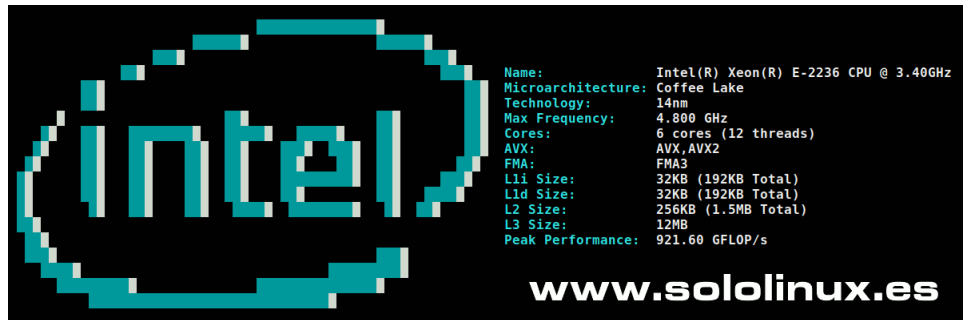 intel
Name: Intel(R) Xeon(R) E-2236 CPU @ 3.40GHz
Microarchitecture: Coffee Lake
Technology: 14nm
Max Frequency: 4.800 GHz
Cores: 6 cores (12 threads)
AVX: AVX,AVX2
FMA: FMA3
L1i Size: 32KB (192KB Total)
L1d Size: 32KB (192KB Total)
L2 Size: 256KB (1.5MB Total)
L3 Size: 12MB
Peak Performance: 921.60 GFLOP/s
www.sololinux.es